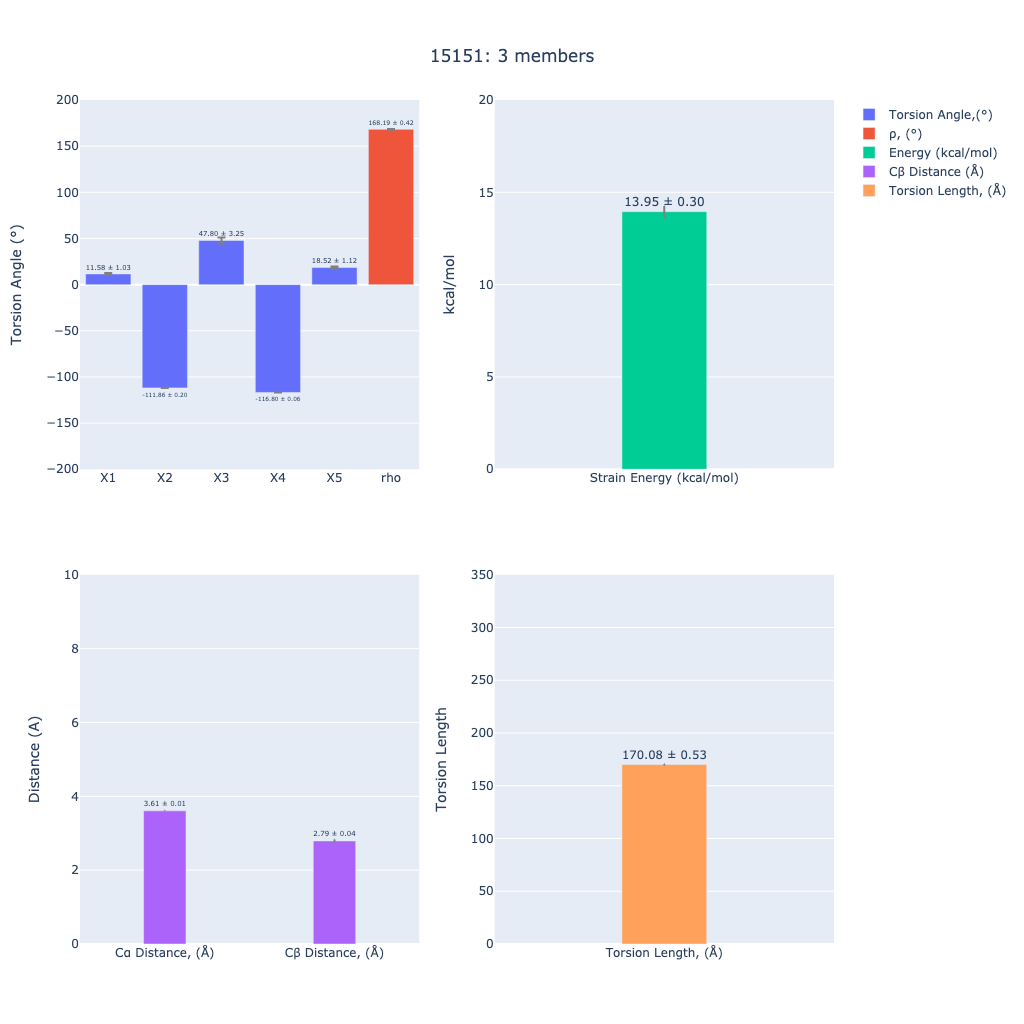 15151: 3 members
Torsion Angle (°)
200
150
100
50
0
−50
−100
−150
−200
11.58 ± 1.03
-111.86 ± 0.20
47.80 ± 3.25
-116.80 ± 0.06
18.52 ± 1.12
168.19 ± 0.42
X1 X2 X3 X4 X5 rho
kcal/mol
20
15
10
5
0
13.95 ± 0.30
Strain Energy (kcal/mol)
Torsion Angle,(°)
ρ, (°)
Energy (kcal/mol)
Cβ Distance (Å)
Torsion Length, (Å)
Distance (A)
10
8
6
4
2
0
3.61 ± 0.01
2.79 ± 0.04
Cα Distance, (Å) Cβ Distance, (Å)
Torsion Length
350
300
250
200
150
100
50
0
170.08 ± 0.53
Torsion Length, (Å)